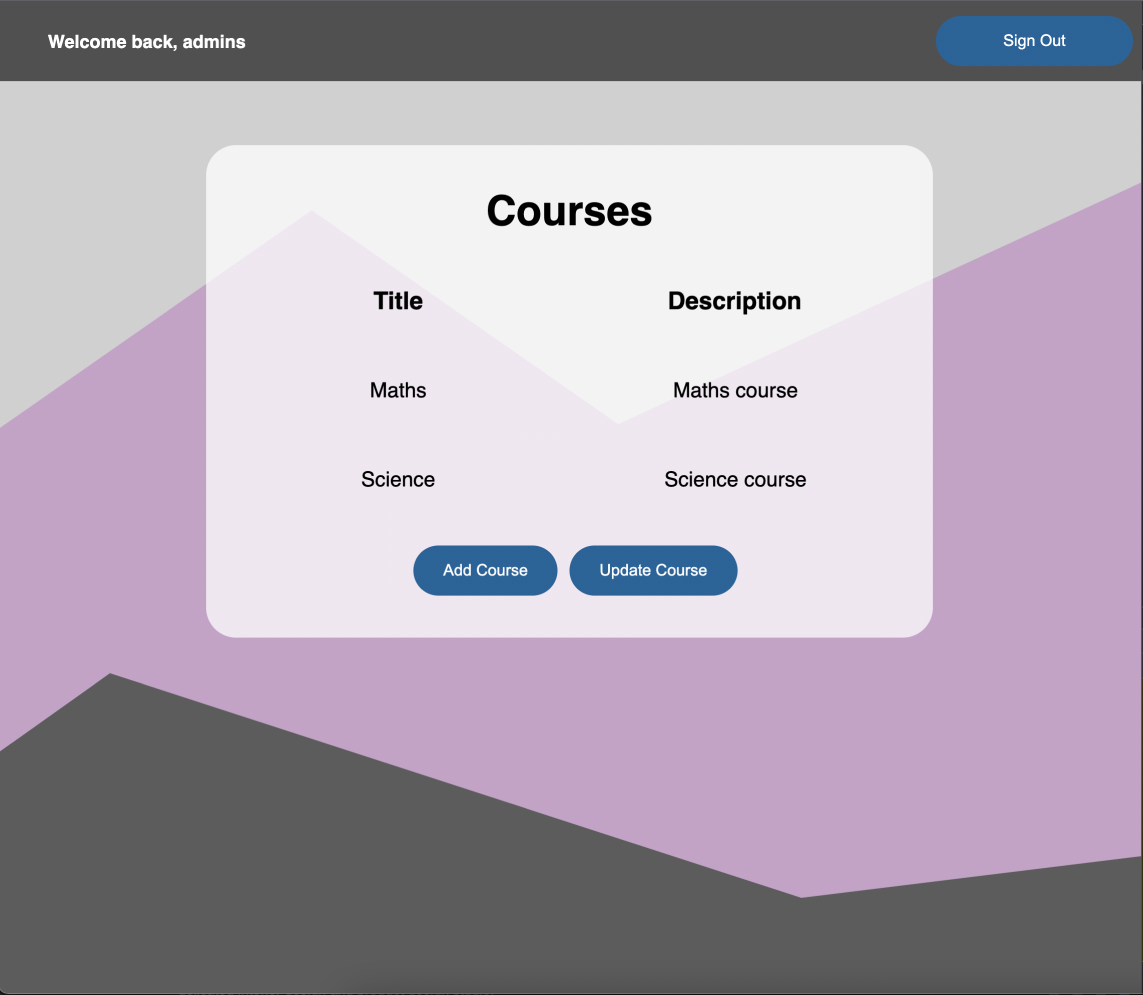 Welcome back, admins
Sign Out
Courses
Title Description
Maths Maths course
Science Science course
Add Course Update Course